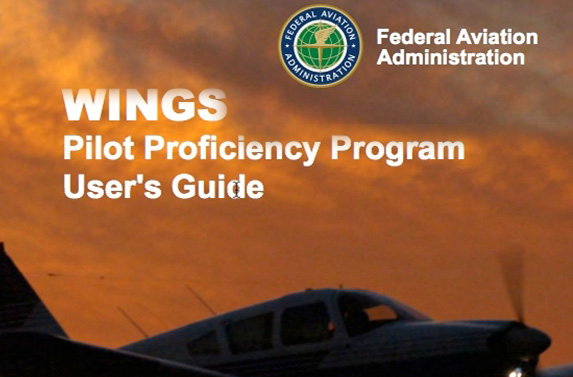 FEDERAL AVIATION
ADMINISTRATION
Federal Aviation
Administration
WINGS
Pilot Proficiency Program
User's Guide